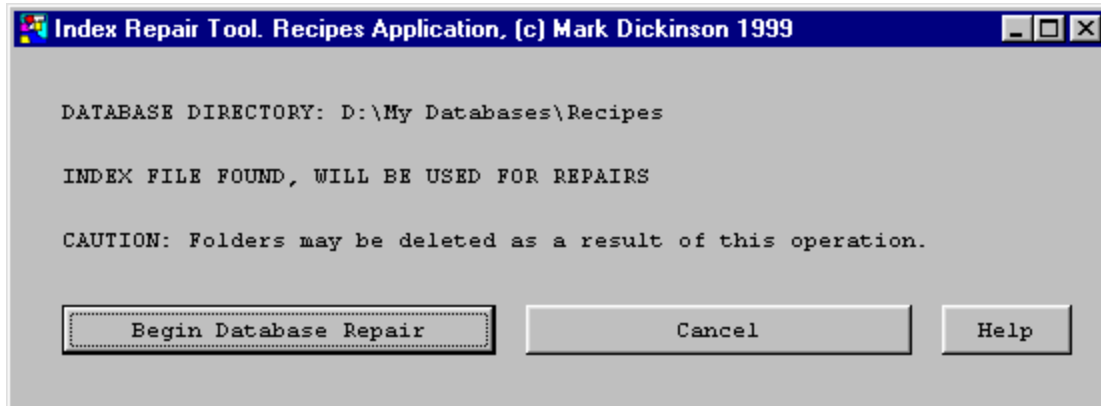 Index Repair Tool. Recipes Application, (c) Mark Dickinson 1999
DATABASE DIRECTORY: D:\My Databases\Recipes
INDEX FILE FOUND, WILL BE USED FOR REPAIRS
CAUTION: Folders may be deleted as a result of this operation.
Begin Database Repair Cancel Help